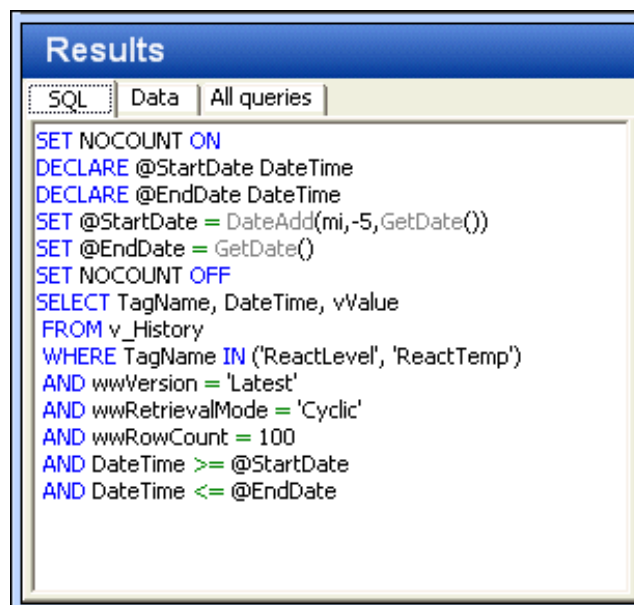 Results
SQL Data All queries
SET NOCOUNT ON
DECLARE @StartDate DateTime
DECLARE @EndDate DateTime
SET @StartDate = DateAdd(mi,-5,GetDate())
SET @EndDate = GetDate()
SET NOCOUNT OFF
SELECT TagName, DateTime, vValue
FROM v_History
WHERE TagName IN ('ReactLevel', 'ReactTemp')
AND wwVersion = 'Latest'
AND wwRetrievalMode = 'Cyclic'
AND wwRowCount = 100
AND DateTime >= @StartDate
AND DateTime <= @EndDate